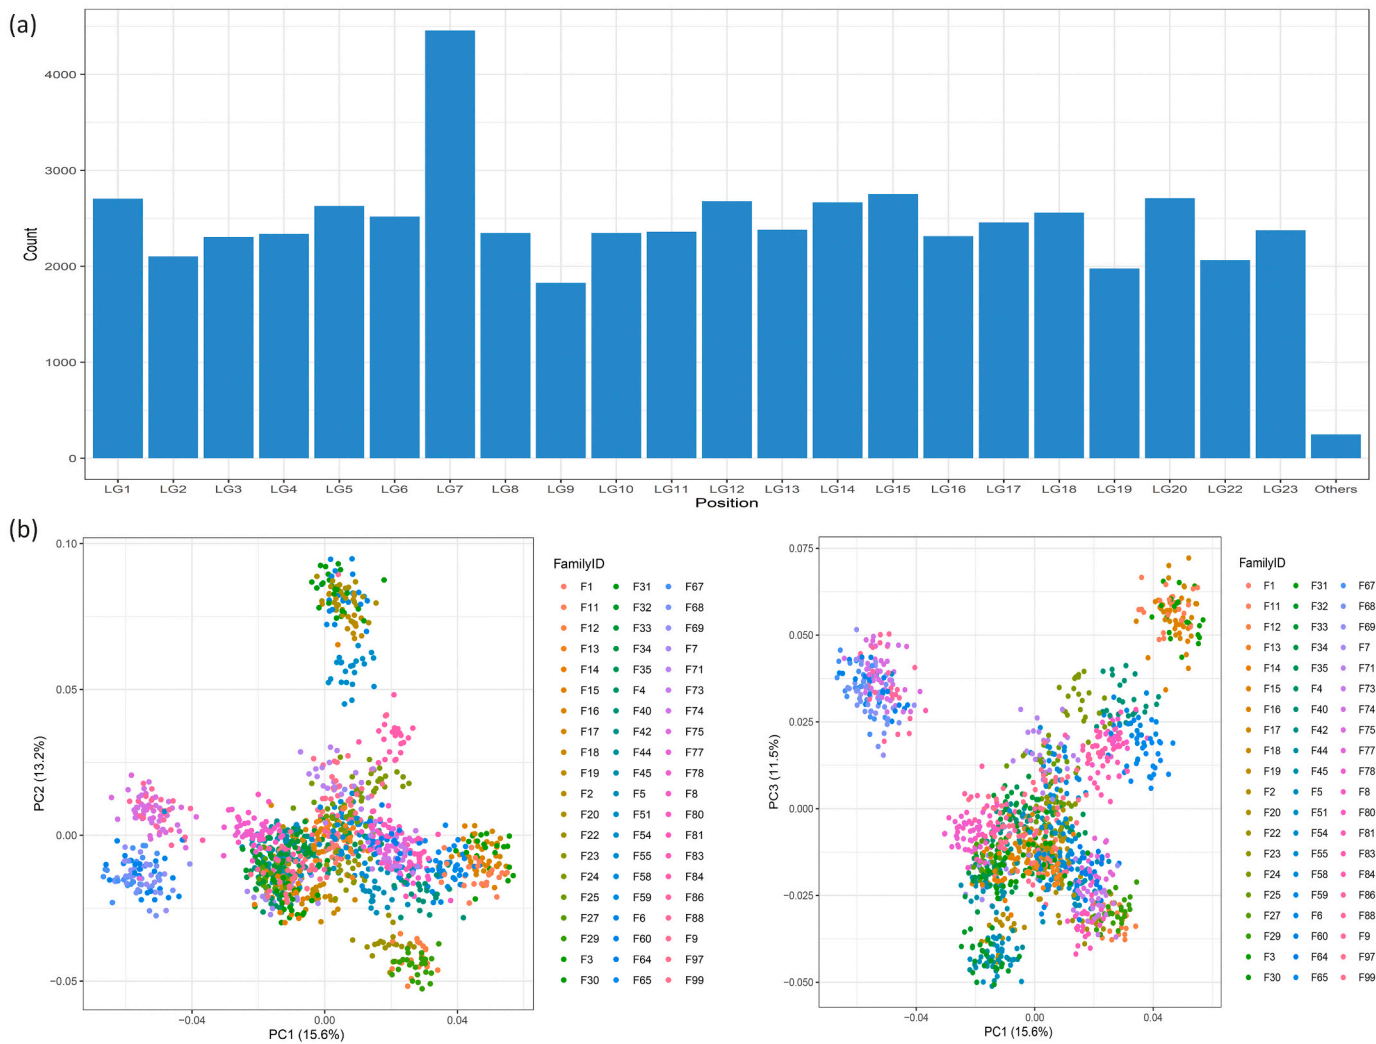 (a)
4000
3000
2000
1000
0
Count
LG1 LG2 LG3 LG4 LG5 LG6 LG7 LG8 LG9 LG10 LG11 LG12 LG13 LG14 LG15 LG16 LG17 LG18 LG19 LG20 LG22 LG23 Others
Position
(b)
0.10
0.05
0.00
−0.05
PC2 (13.2%)
−0.04 0.00 0.04
PC1 (15.6%)
FamilyID
F1 F31 F67
F11 F32 F68
F12 F33 F69
F13 F34 F7
F14 F35 F71
F15 F4 F73
F16 F40 F74
F17 F42 F75
F18 F44 F77
F19 F45 F78
F2 F5 F8
F20 F51 F80
F22 F54 F81
F23 F55 F83
F24 F58 F84
F25 F59 F86
F27 F6 F88
F29 F60 F9
F3 F64 F97
F30 F65 F99
0.075
0.050
0.025
0.000
−0.025
−0.050
PC3 (11.5%)
−0.04 0.00 0.04
PC1 (15.6%)
FamilyID
F1 F31 F67
F11 F32 F68
F12 F33 F69
F13 F34 F7
F14 F35 F71
F15 F4 F73
F16 F40 F74
F17 F42 F75
F18 F44 F77
F19 F45 F78
F2 F5 F8
F20 F51 F80
F22 F54 F81
F23 F55 F83
F24 F58 F84
F25 F59 F86
F27 F6 F88
F29 F60 F9
F3 F64 F97
F30 F65 F99